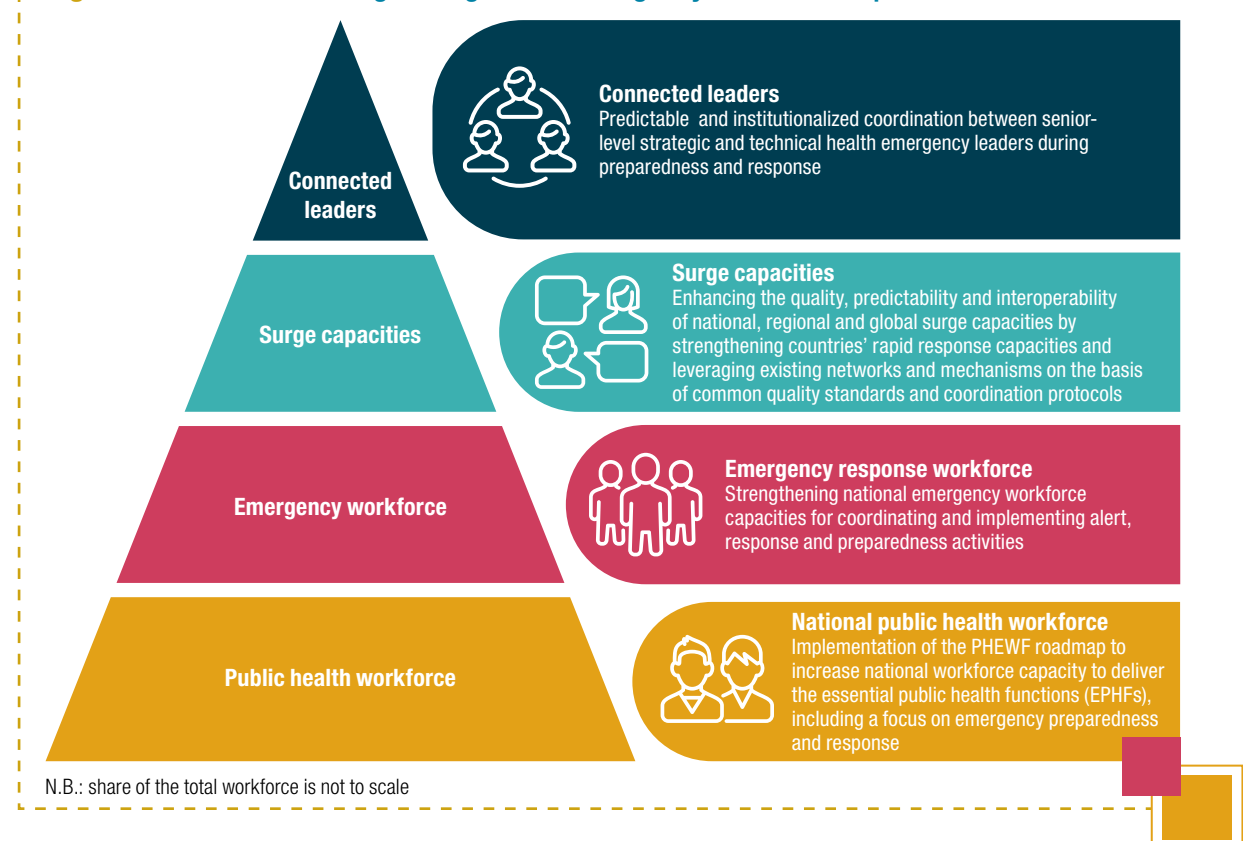 Connected
leaders
Connected leaders
Predictable and institutionalized coordination between senior-
level strategic and technical health emergency leaders during
preparedness and response
Surge capacities
Surge capacities
Enhancing the quality, predictability and interoperability
of national, regional and global surge capacities by
strengthening countries’ rapid response capacities and
leveraging existing networks and mechanisms on the basis
of common quality standards and coordination protocols
Emergency workforce
Emergency response workforce
Strengthening national emergency workforce
capacities for coordinating and implementing alert,
response and preparedness activities
Public health workforce
National public health workforce
Implementation of the PHEWF roadmap to
increase national workforce capacity to deliver
the essential public health functions (EPHFs),
including a focus on emergency preparedness
and response
N.B.: share of the total workforce is not to scale